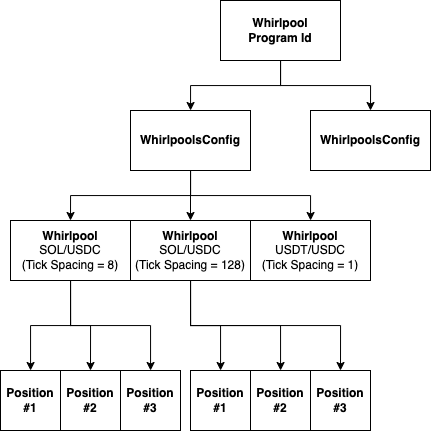 Whirlpool
Program Id
WhirlpoolsConfig
WhirlpoolsConfig
Whirlpool
SOL/USDC
(Tick Spacing = 8)
Whirlpool
SOL/USDC
(Tick Spacing = 128)
Whirlpool
USDT/USDC
(Tick Spacing = 1)
Position
#1
Position
#2
Position
#3
Position
#1
Position
#2
Position
#3